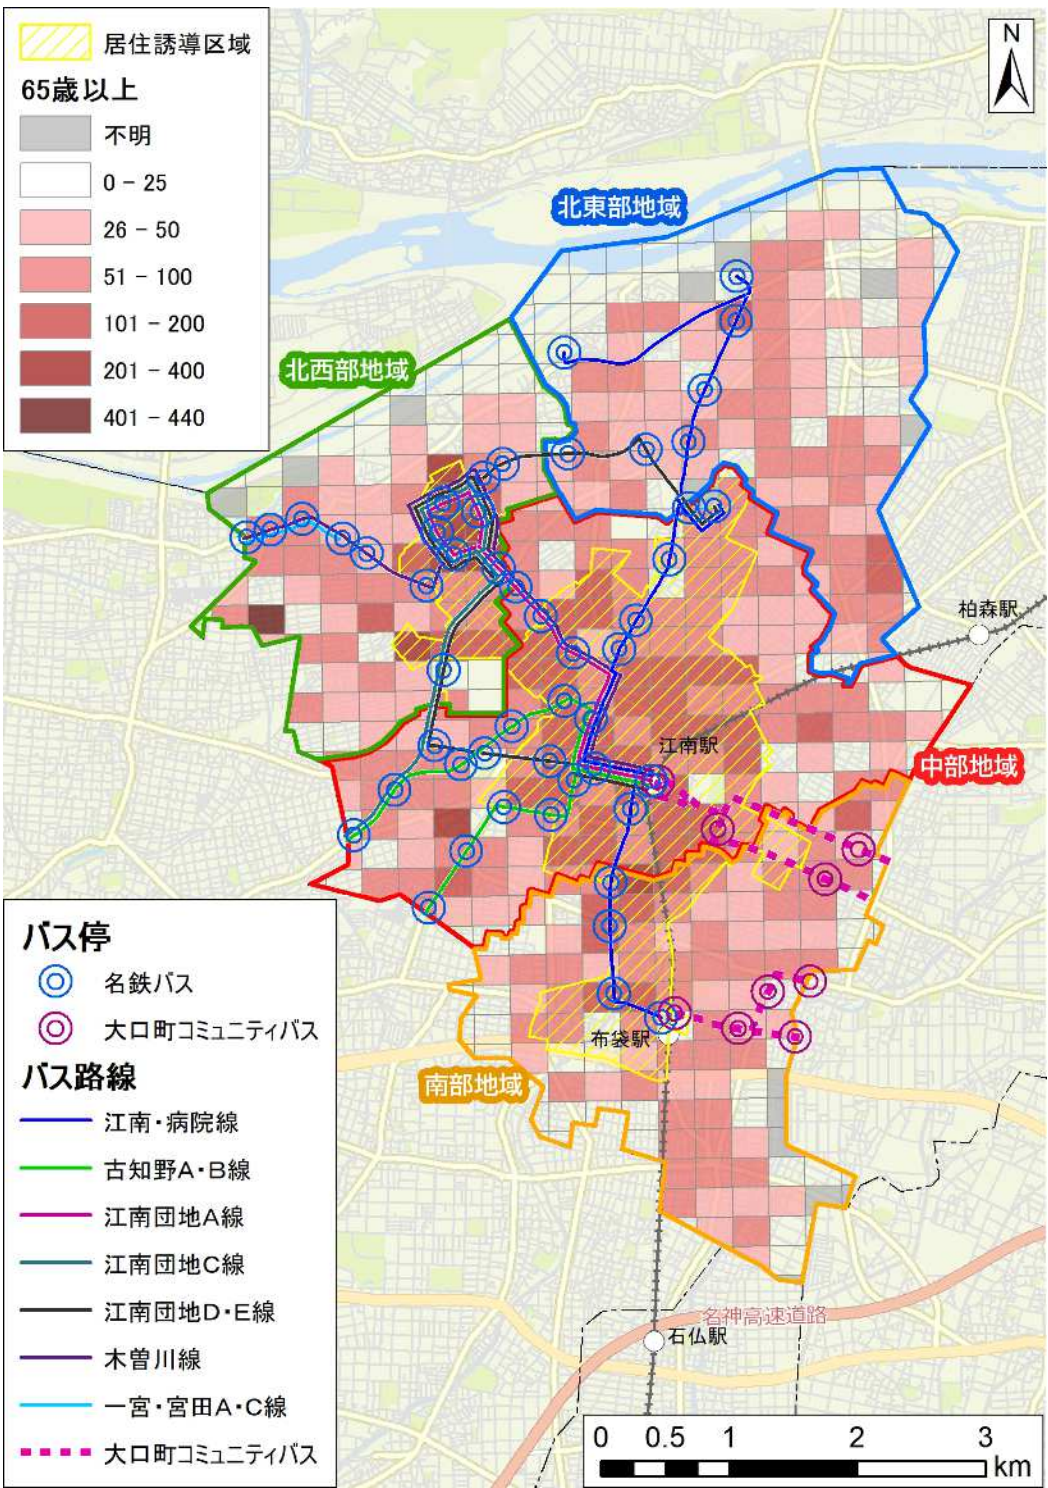 居住誘導区域
65歳以上
不明
0 - 25
26 - 50
51 - 100
101 - 200
201 - 400
401 - 440
N
北東部地域
北西部地域
柏森駅
江南駅
中部地域
布袋駅
南部地域
名神高速道路
石仏駅
バス停
名鉄バス
大口町コミュニティバス
バス路線
江南・病院線
古知野A・B線
江南団地A線
江南団地C線
江南団地D・E線
木曽川線
一宮・宮田A・C線
大口町コミュニティバス
0 0.5 1 2 3
km